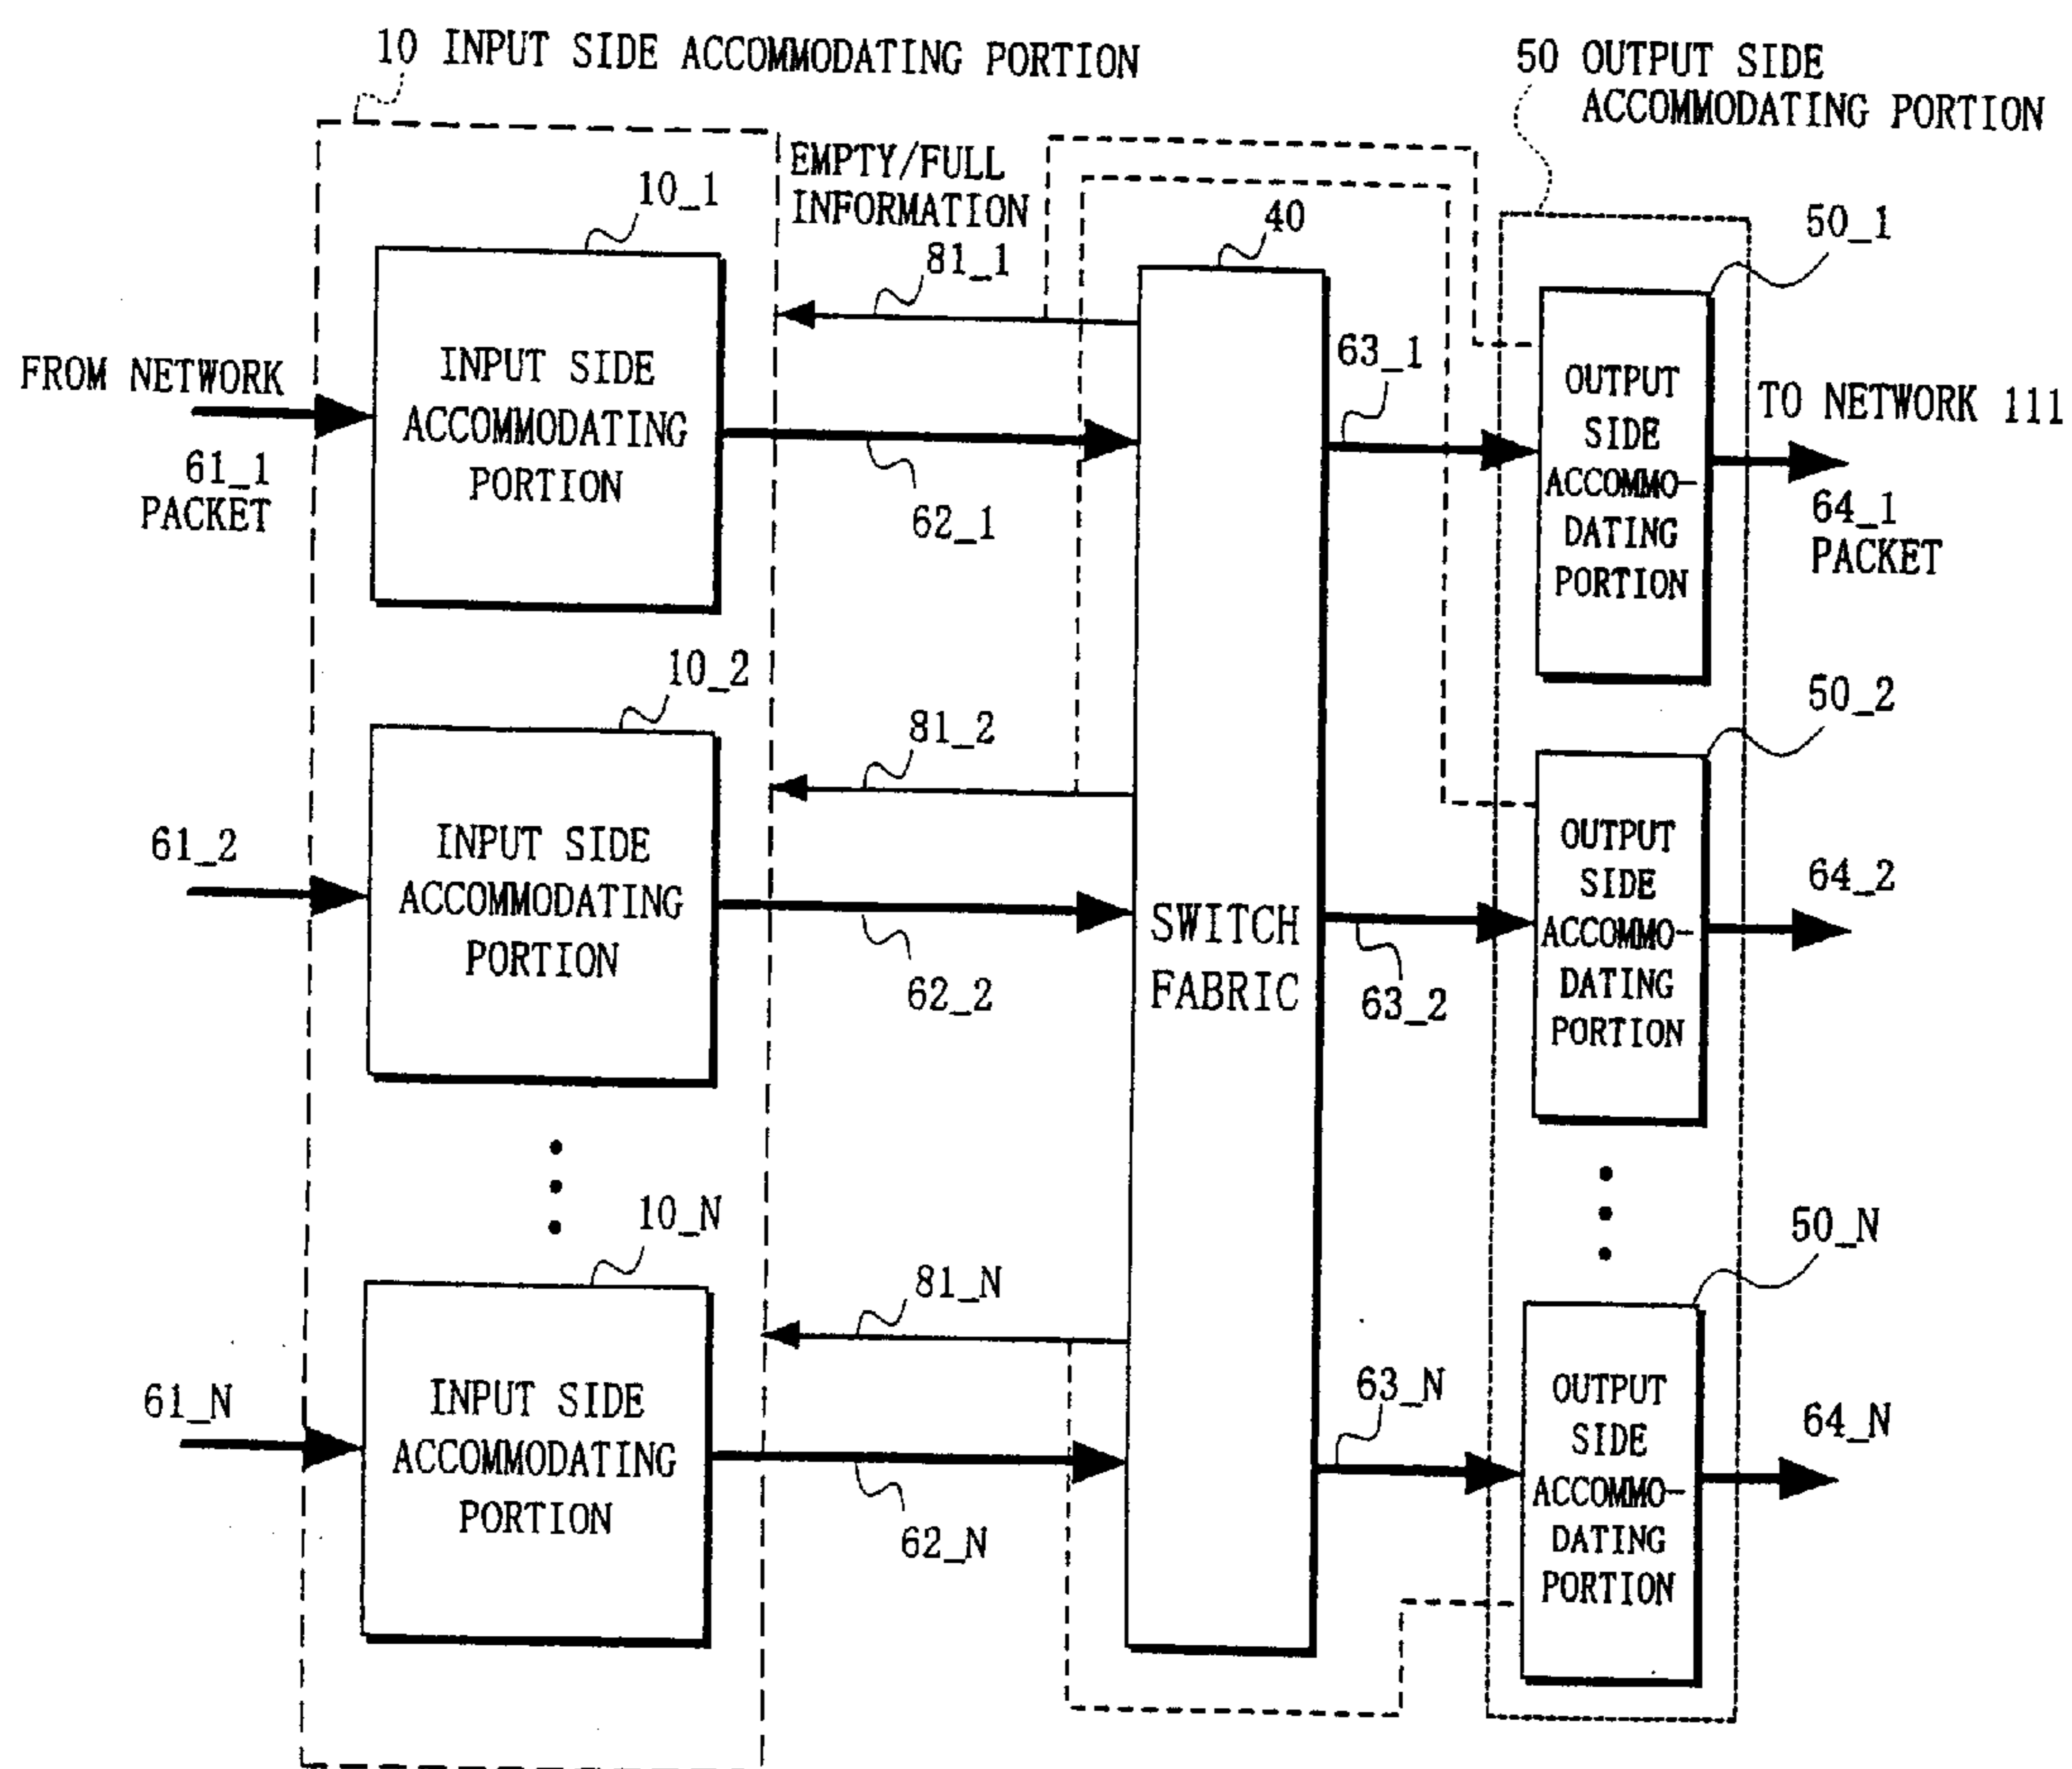 10 INPUT SIDE ACCOMMODATING PORTION
50 OUTPUT SIDE
ACCOMMODATING PORTION
EMPTY/FULL
INFORMATION
10_1
81_1
40
50_1
FROM NETWORK
61_1
PACKET
INPUT SIDE
ACCOMMODATING
PORTION
62_1
63_1
OUTPUT
SIDE
ACCOMMO-
DATING
PORTION
TO NETWORK 111
64_1
PACKET
10_2
81_2
50_2
61_2
INPUT SIDE
ACCOMMODATING
PORTION
62_2
SWITCH
FABRIC
63_2
OUTPUT
SIDE
ACCOMMO-
DATING
PORTION
64_2
10_N
81_N
50_N
61_N
INPUT SIDE
ACCOMMODATING
PORTION
62_N
63_N
OUTPUT
SIDE
ACCOMMO-
DATING
PORTION
64_N